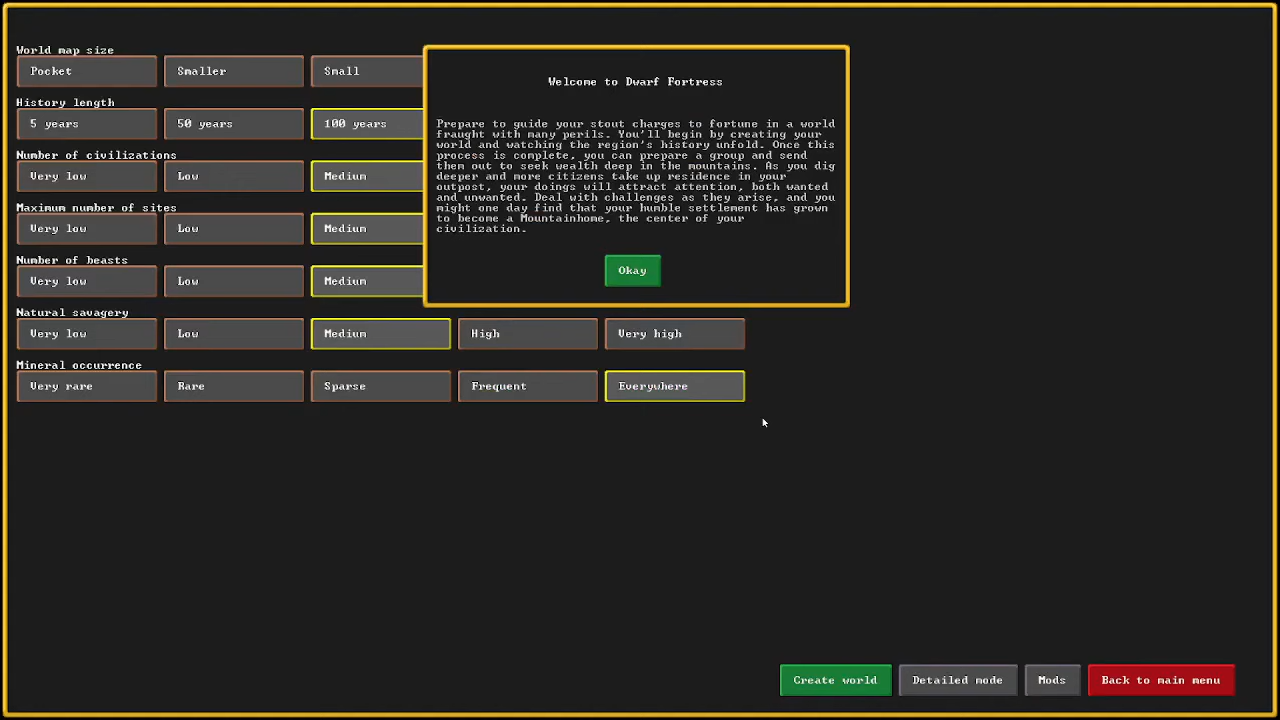 World map size
Pocket Smaller Small
Welcome to Dwarf Fortress
Prepare to guide your stout charges to fortune in a world
fraught with many perils. You'll begin by creating your
world and watching the region's history unfold. Once this
process is complete, you can prepare a group and send
them out to seek wealth deep in the mountains. As you dig
deeper and more citizens take up residence in your
outpost, your doings will attract attention, both wanted
and unwanted. Deal with challenges as they arise, and you
might one day find that your humble settlement has grown
to become a Mountainhome, the center of your
civilization.
Okay
History length
5 years 50 years 100 years
Number of civilizations
Very low Low Medium
Maximum number of sites
Very low Low Medium
Number of beasts
Very low Low Medium
Natural savagery
Very low Low Medium High Very high
Mineral occurrence
Very rare Rare Sparse Frequent Everywhere
Create world Detailed mode Mods Back to main menu